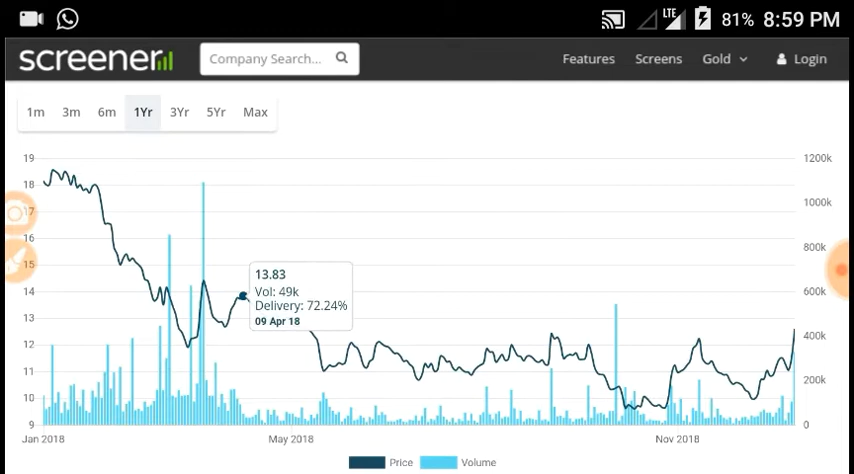 LTE 81% 8:59 PM
screener Company Search... Features Screens Gold Login
1m 3m 6m 1Yr 3Yr 5Yr Max
19 1200k
18 1000k
17
16 800k
15
14 600k
13 400k
12
11 200k
10
9 0
13.83
Vol: 49k
Delivery: 72.24%
09 Apr 18
Jan 2018 May 2018 Nov 2018
Price Volume